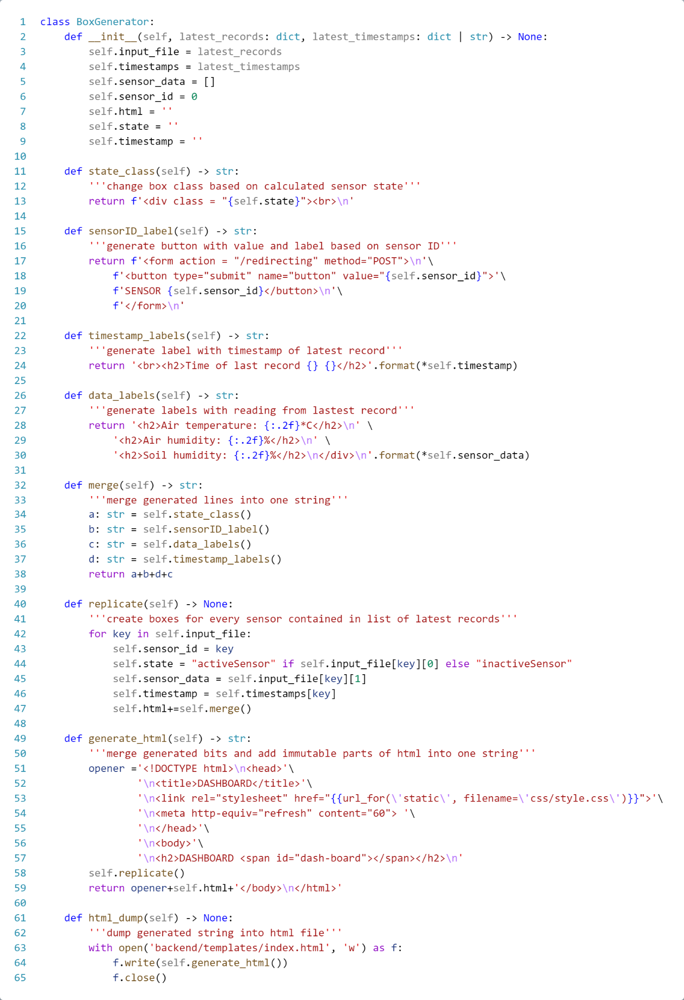 1 class BoxGenerator:
2     def __init__(self, latest_records: dict, latest_timestamps: dict | str) -> None:
3         self.input_file = latest_records
4         self.timestamps = latest_timestamps
5         self.sensor_data = []
6         self.sensor_id = 0
7         self.html = ''
8         self.state = ''
9         self.timestamp = ''
10
11     def state_class(self) -> str:
12         '''change box class based on calculated sensor state'''
13         return f'<div class = "{self.state}"><br>\n'
14
15     def sensorID_label(self) -> str:
16         '''generate button with value and label based on sensor ID'''
17         return f'<form action = "/redirecting" method="POST">\n'\
18             f'<button type="submit" name="button" value="{self.sensor_id}">'\
19             f'SENSOR {self.sensor_id}</button>\n'\
20             f'</form>\n'
21
22     def timestamp_labels(self) -> str:
23         '''generate label with timestamp of latest record'''
24         return '<br><h2>Time of last record {} {}</h2>'.format(*self.timestamp)
25
26     def data_labels(self) -> str:
27         '''generate labels with reading from lastest record'''
28         return '<h2>Air temperature: {:.2f}*C</h2>\n' \
29             '<h2>Air humidity: {:.2f}%</h2>\n' \
30             '<h2>Soil humidity: {:.2f}%</h2>\n</div>\n'.format(*self.sensor_data)
31
32     def merge(self) -> str:
33         '''merge generated lines into one string'''
34         a: str = self.state_class()
35         b: str = self.sensorID_label()
36         c: str = self.data_labels()
37         d: str = self.timestamp_labels()
38         return a+b+d+c
39
40     def replicate(self) -> None:
41         '''create boxes for every sensor contained in list of latest records'''
42         for key in self.input_file:
43             self.sensor_id = key
44             self.state = "activeSensor" if self.input_file[key][0] else "inactiveSensor"
45             self.sensor_data = self.input_file[key][1]
46             self.timestamp = self.timestamps[key]
47             self.html+=self.merge()
48
49     def generate_html(self) -> str:
50         '''merge generated bits and add immutable parts of html into one string'''
51         opener ='<!DOCTYPE html>\n<head>'\
52                 '\n<title>DASHBOARD</title>'\
53                 '\n<link rel="stylesheet" href="{{url_for(\'static\', filename=\'css/style.css\')}}">'\
54                 '\n<meta http-equiv="refresh" content="60"> '\
55                 '\n</head>'\
56                 '\n<body>'\
57                 '\n<h2>DASHBOARD <span id="dash-board"></span></h2>\n'
58         self.replicate()
59         return opener+self.html+'</body>\n</html>'
60
61     def html_dump(self) -> None:
62         '''dump generated string into html file'''
63         with open('backend/templates/index.html', 'w') as f:
64             f.write(self.generate_html())
65             f.close()